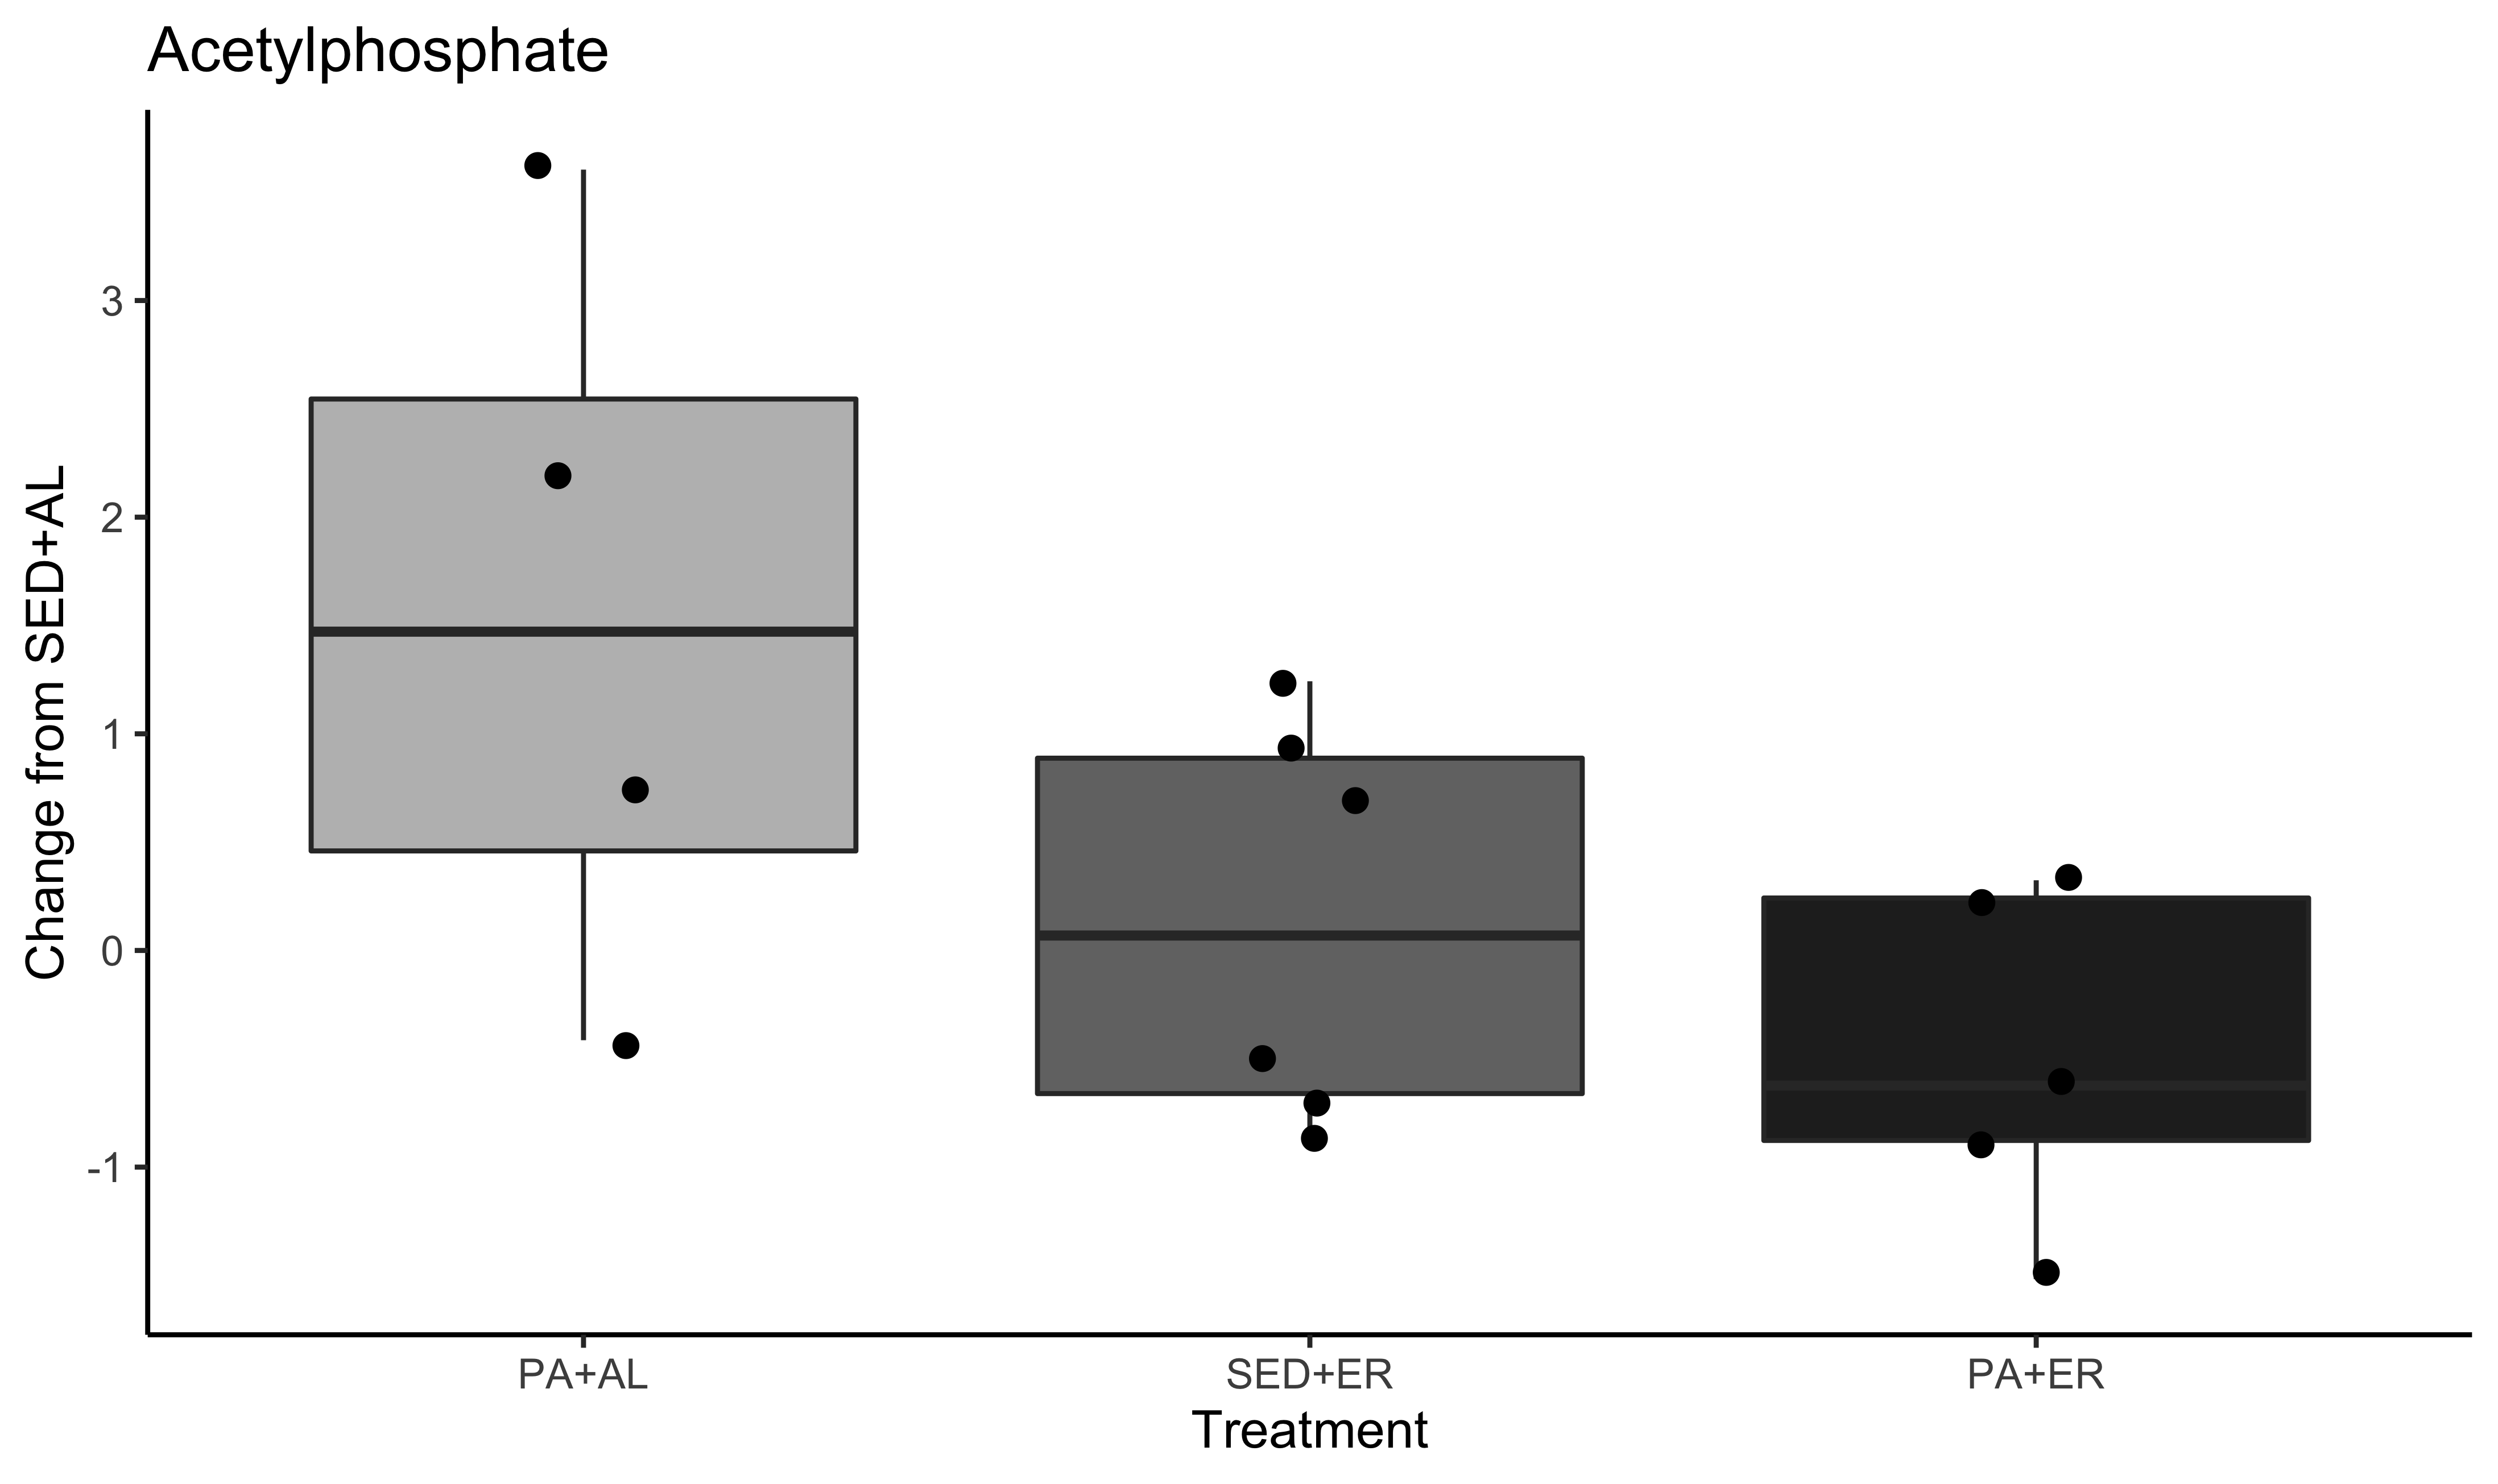 Acetylphosphate
Change from SED+AL
3
2
1
0
-1
PA+AL
SED+ER
PA+ER
Treatment